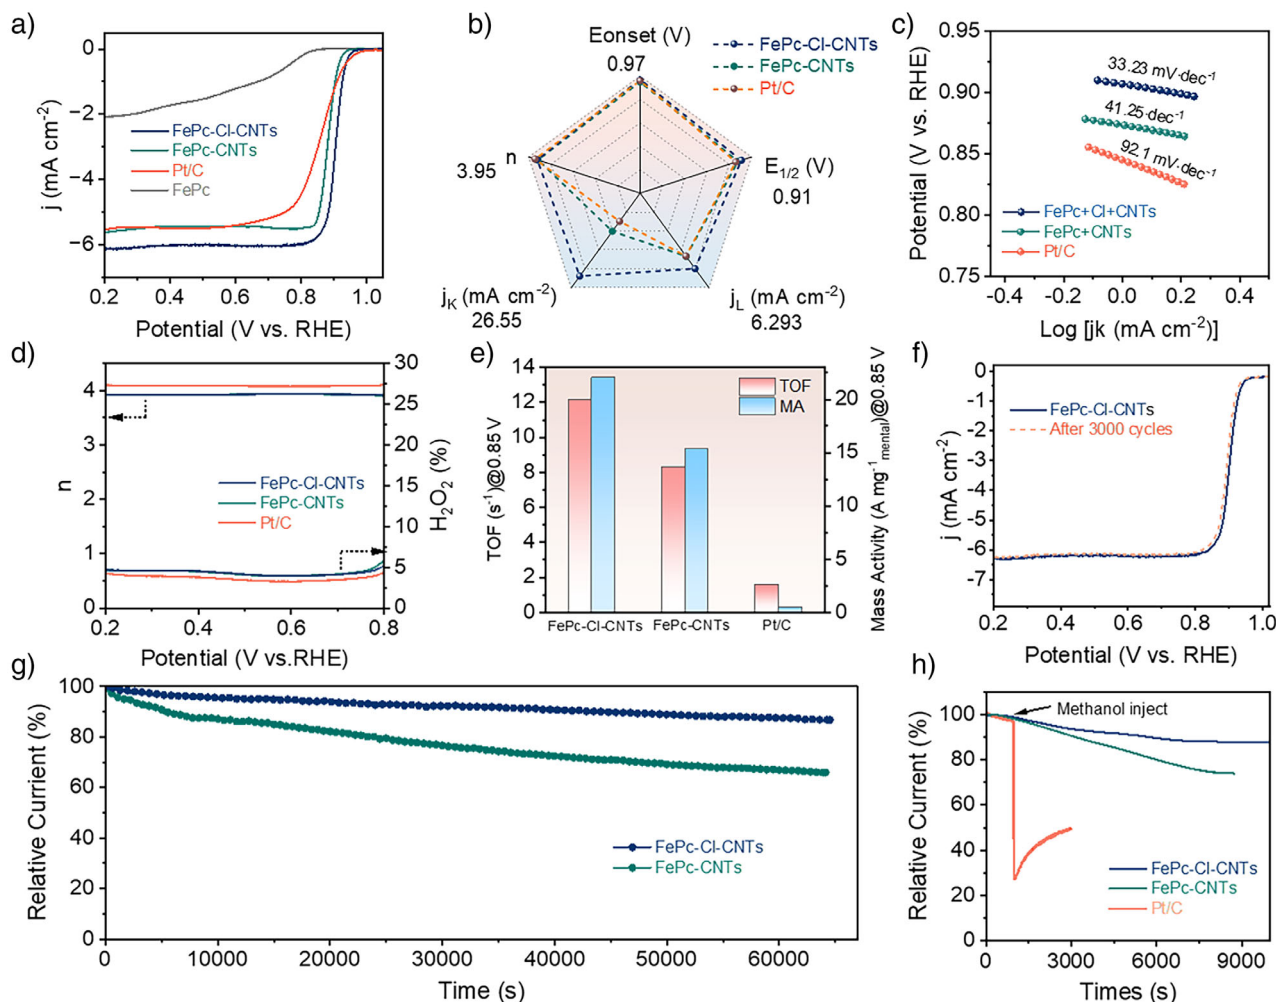 a)
j (mA cm⁻²)
0
−2
−4
−6
FePc-Cl-CNTs
FePc-CNTs
Pt/C
FePc
0.2 0.4 0.6 0.8 1.0
Potential (V vs. RHE)
b)
Eonset (V)
0.97
FePc-Cl-CNTs
FePc-CNTs
Pt/C
n
3.95
E1/2 (V)
0.91
jK (mA cm⁻²)
26.55
jL (mA cm⁻²)
6.293
c)
Potential (V vs. RHE)
0.95
0.90
0.85
0.80
0.75
33.23 mV·dec⁻¹
41.25·dec⁻¹
92.1 mV·dec⁻¹
FePc+Cl+CNTs
FePc+CNTs
Pt/C
-0.4 -0.2 0.0 0.2 0.4
Log [jk (mA cm⁻²)]
d)
n
4
3
2
1
0
FePc-Cl-CNTs
FePc-CNTs
Pt/C
30
25
20
15
10
5
0
H₂O₂ (%)
0.2 0.4 0.6 0.8
Potential (V vs.RHE)
e)
TOF (s⁻¹)@0.85 V
14
12
10
8
6
4
2
0
TOF
MA
20
15
10
5
0
Mass Activity (A mg⁻¹mental)@0.85 V
FePc-Cl-CNTs FePc-CNTs Pt/C
f)
j (mA cm⁻²)
0
-1
-2
-3
-4
-5
-6
-7
FePc-Cl-CNTs
After 3000 cycles
0.2 0.4 0.6 0.8 1.0
Potential (V vs. RHE)
g)
Relative Current (%)
100
80
60
40
20
0
FePc-Cl-CNTs
FePc-CNTs
0 10000 20000 30000 40000 50000 60000
Time (s)
h)
Relative Current (%)
100
80
60
40
20
0
Methanol inject
FePc-Cl-CNTs
FePc-CNTs
Pt/C
0 3000 6000 9000
Times (s)